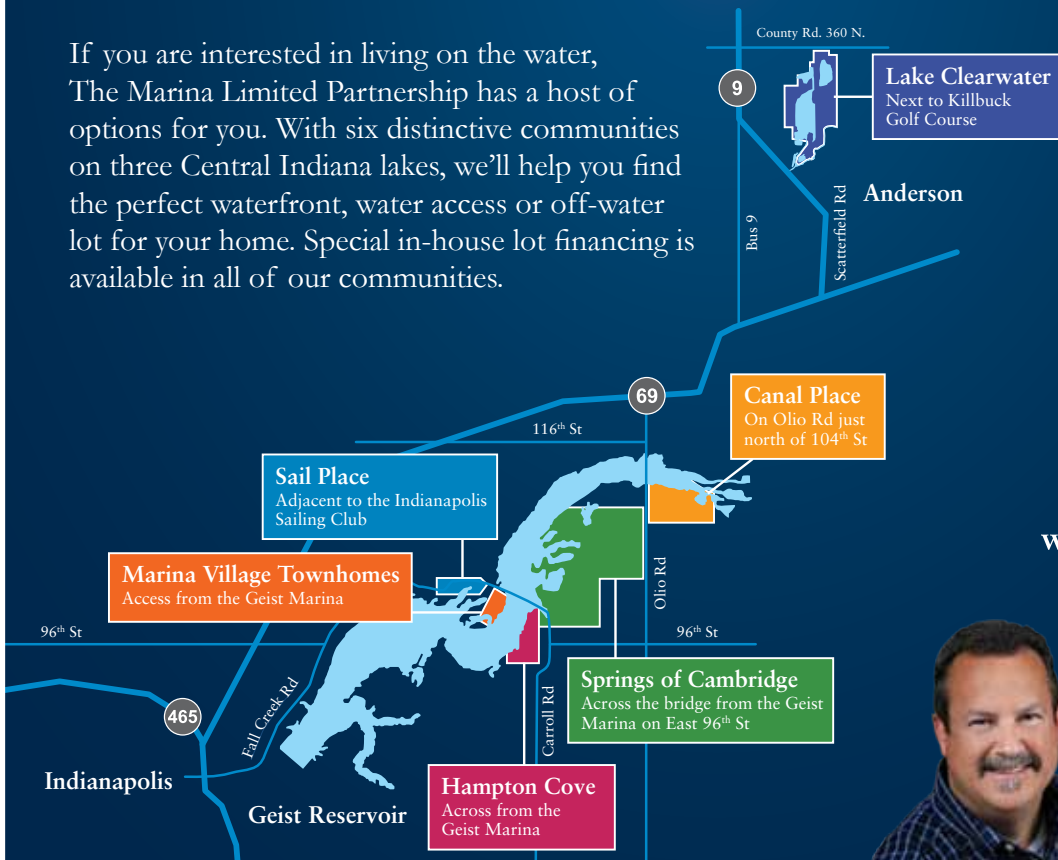 If you are interested in living on the water,
The Marina Limited Partnership has a host of
options for you. With six distinctive communities
on three Central Indiana lakes, we’ll help you find
the perfect waterfront, water access or off-water
lot for your home. Special in-house lot financing is
available in all of our communities.
County Rd. 360 N.
9
Lake Clearwater
Next to Killbuck
Golf Course
Anderson
Bus 9
Scatterfield Rd
69
116th St
Canal Place
On Olio Rd just
north of 104th St
Sail Place
Adjacent to the Indianapolis
Sailing Club
Marina Village Townhomes
Access from the Geist Marina
Olio Rd
96th St
96th St
Springs of Cambridge
Across the bridge from the Geist
Marina on East 96th St
Fall Creek Rd
Carroll Rd
465
Indianapolis
Geist Reservoir
Hampton Cove
Across from the
Geist Marina